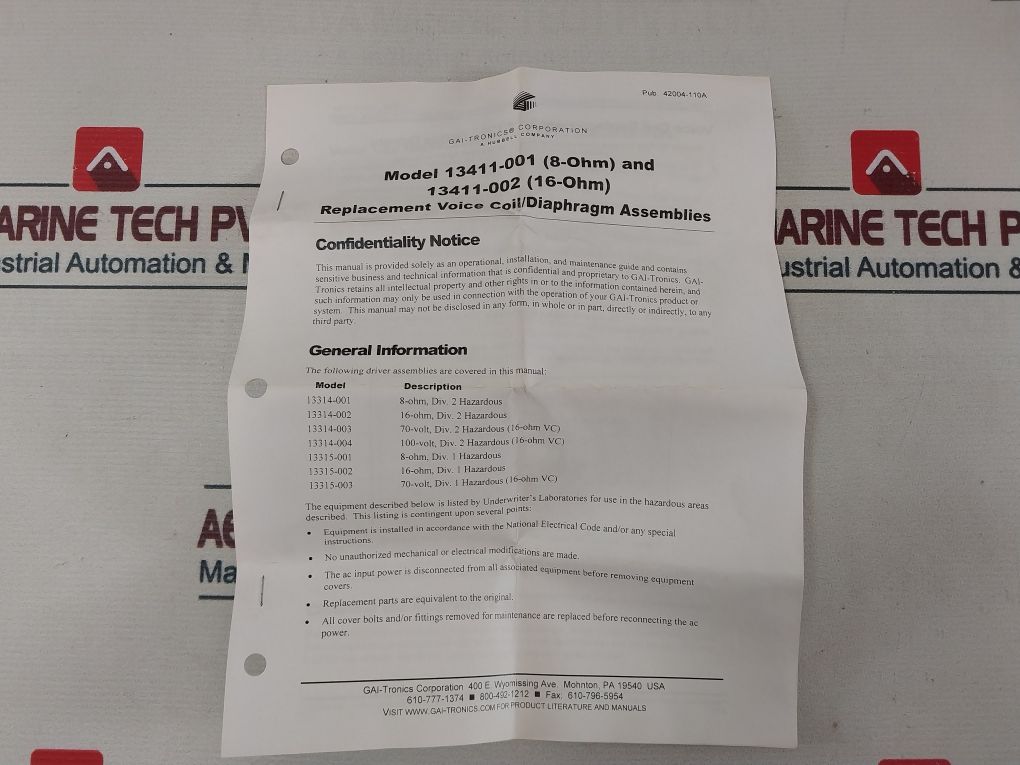 Pub. 42004-110A
GAI-TRONICS® CORPORATION
A HUBBELL COMPANY
Model 13411-001 (8-Ohm) and
13411-002 (16-Ohm)
Replacement Voice Coil/Diaphragm Assemblies
Confidentiality Notice
This manual is provided solely as an operational, installation, and maintenance guide and contains
sensitive business and technical information that is confidential and proprietary to GAI-Tronics. GAI-
Tronics retains all intellectual property and other rights in or to the information contained herein, and
such information may only be used in connection with the operation of your GAI-Tronics product or
system. This manual may not be disclosed in any form, in whole or in part, directly or indirectly, to any
third party.
General Information
The following driver assemblies are covered in this manual:
Model Description
13314-001 8-ohm, Div. 2 Hazardous
13314-002 16-ohm, Div. 2 Hazardous
13314-003 70-volt, Div. 2 Hazardous (16-ohm VC)
13314-004 100-volt, Div. 2 Hazardous (16-ohm VC)
13315-001 8-ohm, Div. 1 Hazardous
13315-002 16-ohm, Div. 1 Hazardous
13315-003 70-volt, Div. 1 Hazardous (16-ohm VC)
The equipment described below is listed by Underwriter's Laboratories for use in the hazardous areas
described. This listing is contingent upon several points:
• Equipment is installed in accordance with the National Electrical Code and/or any special
instructions.
• No unauthorized mechanical or electrical modifications are made.
• The ac input power is disconnected from all associated equipment before removing equipment
covers.
• Replacement parts are equivalent to the original.
• All cover bolts and/or fittings removed for maintenance are replaced before reconnecting the ac
power.
GAI-Tronics Corporation 400 E. Wyomissing Ave. Mohnton, PA 19540 USA
610-777-1374 ■ 800-492-1212 ■ Fax: 610-796-5954
VISIT WWW.GAI-TRONICS.COM FOR PRODUCT LITERATURE AND MANUALS
ARINE TECH PV
strial Automation &
ARINE TECH P
ustrial Automation &
A6
Ma